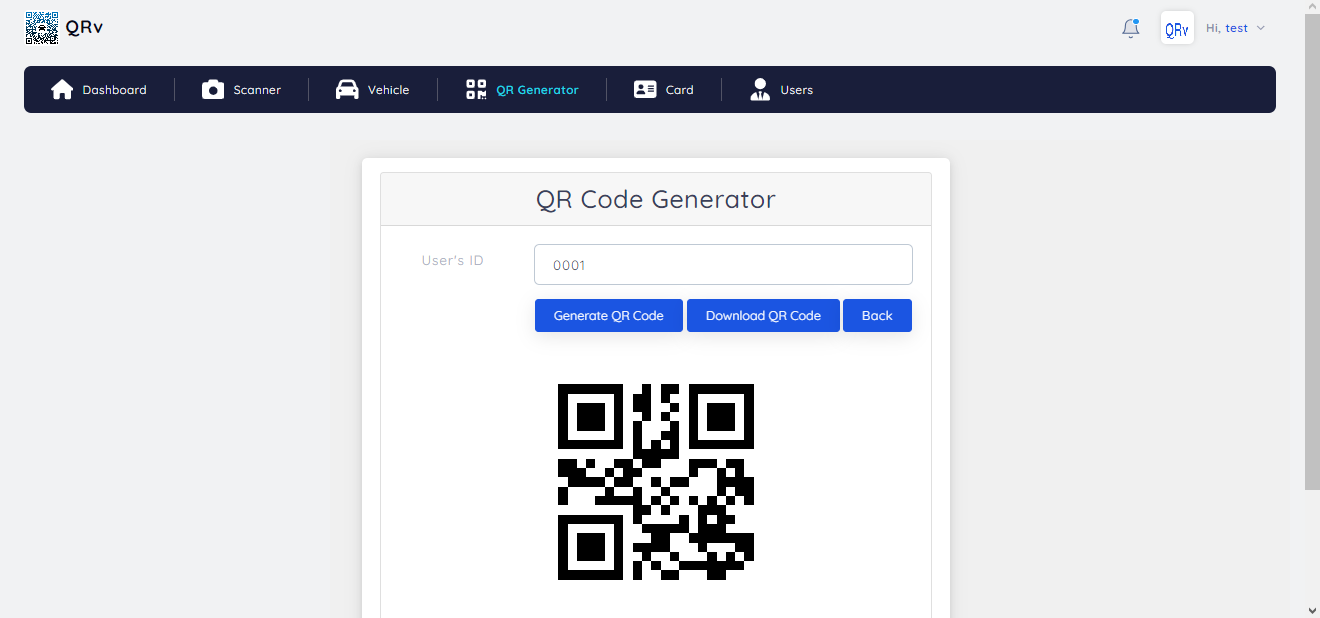 QRv
QRv
Hi, test
Dashboard
Scanner
Vehicle
QR Generator
Card
Users
QR Code Generator
User's ID
0001
Generate QR Code
Download QR Code
Back